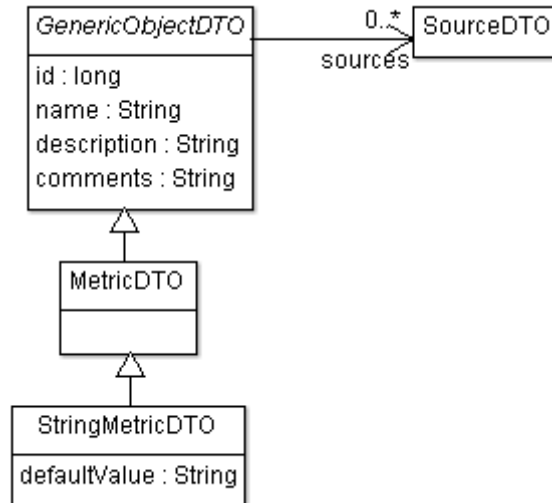 GenericObjectDTO
id : long
name : String
description : String
comments : String
0..*
sources
SourceDTO
MetricDTO
StringMetricDTO
defaultValue : String